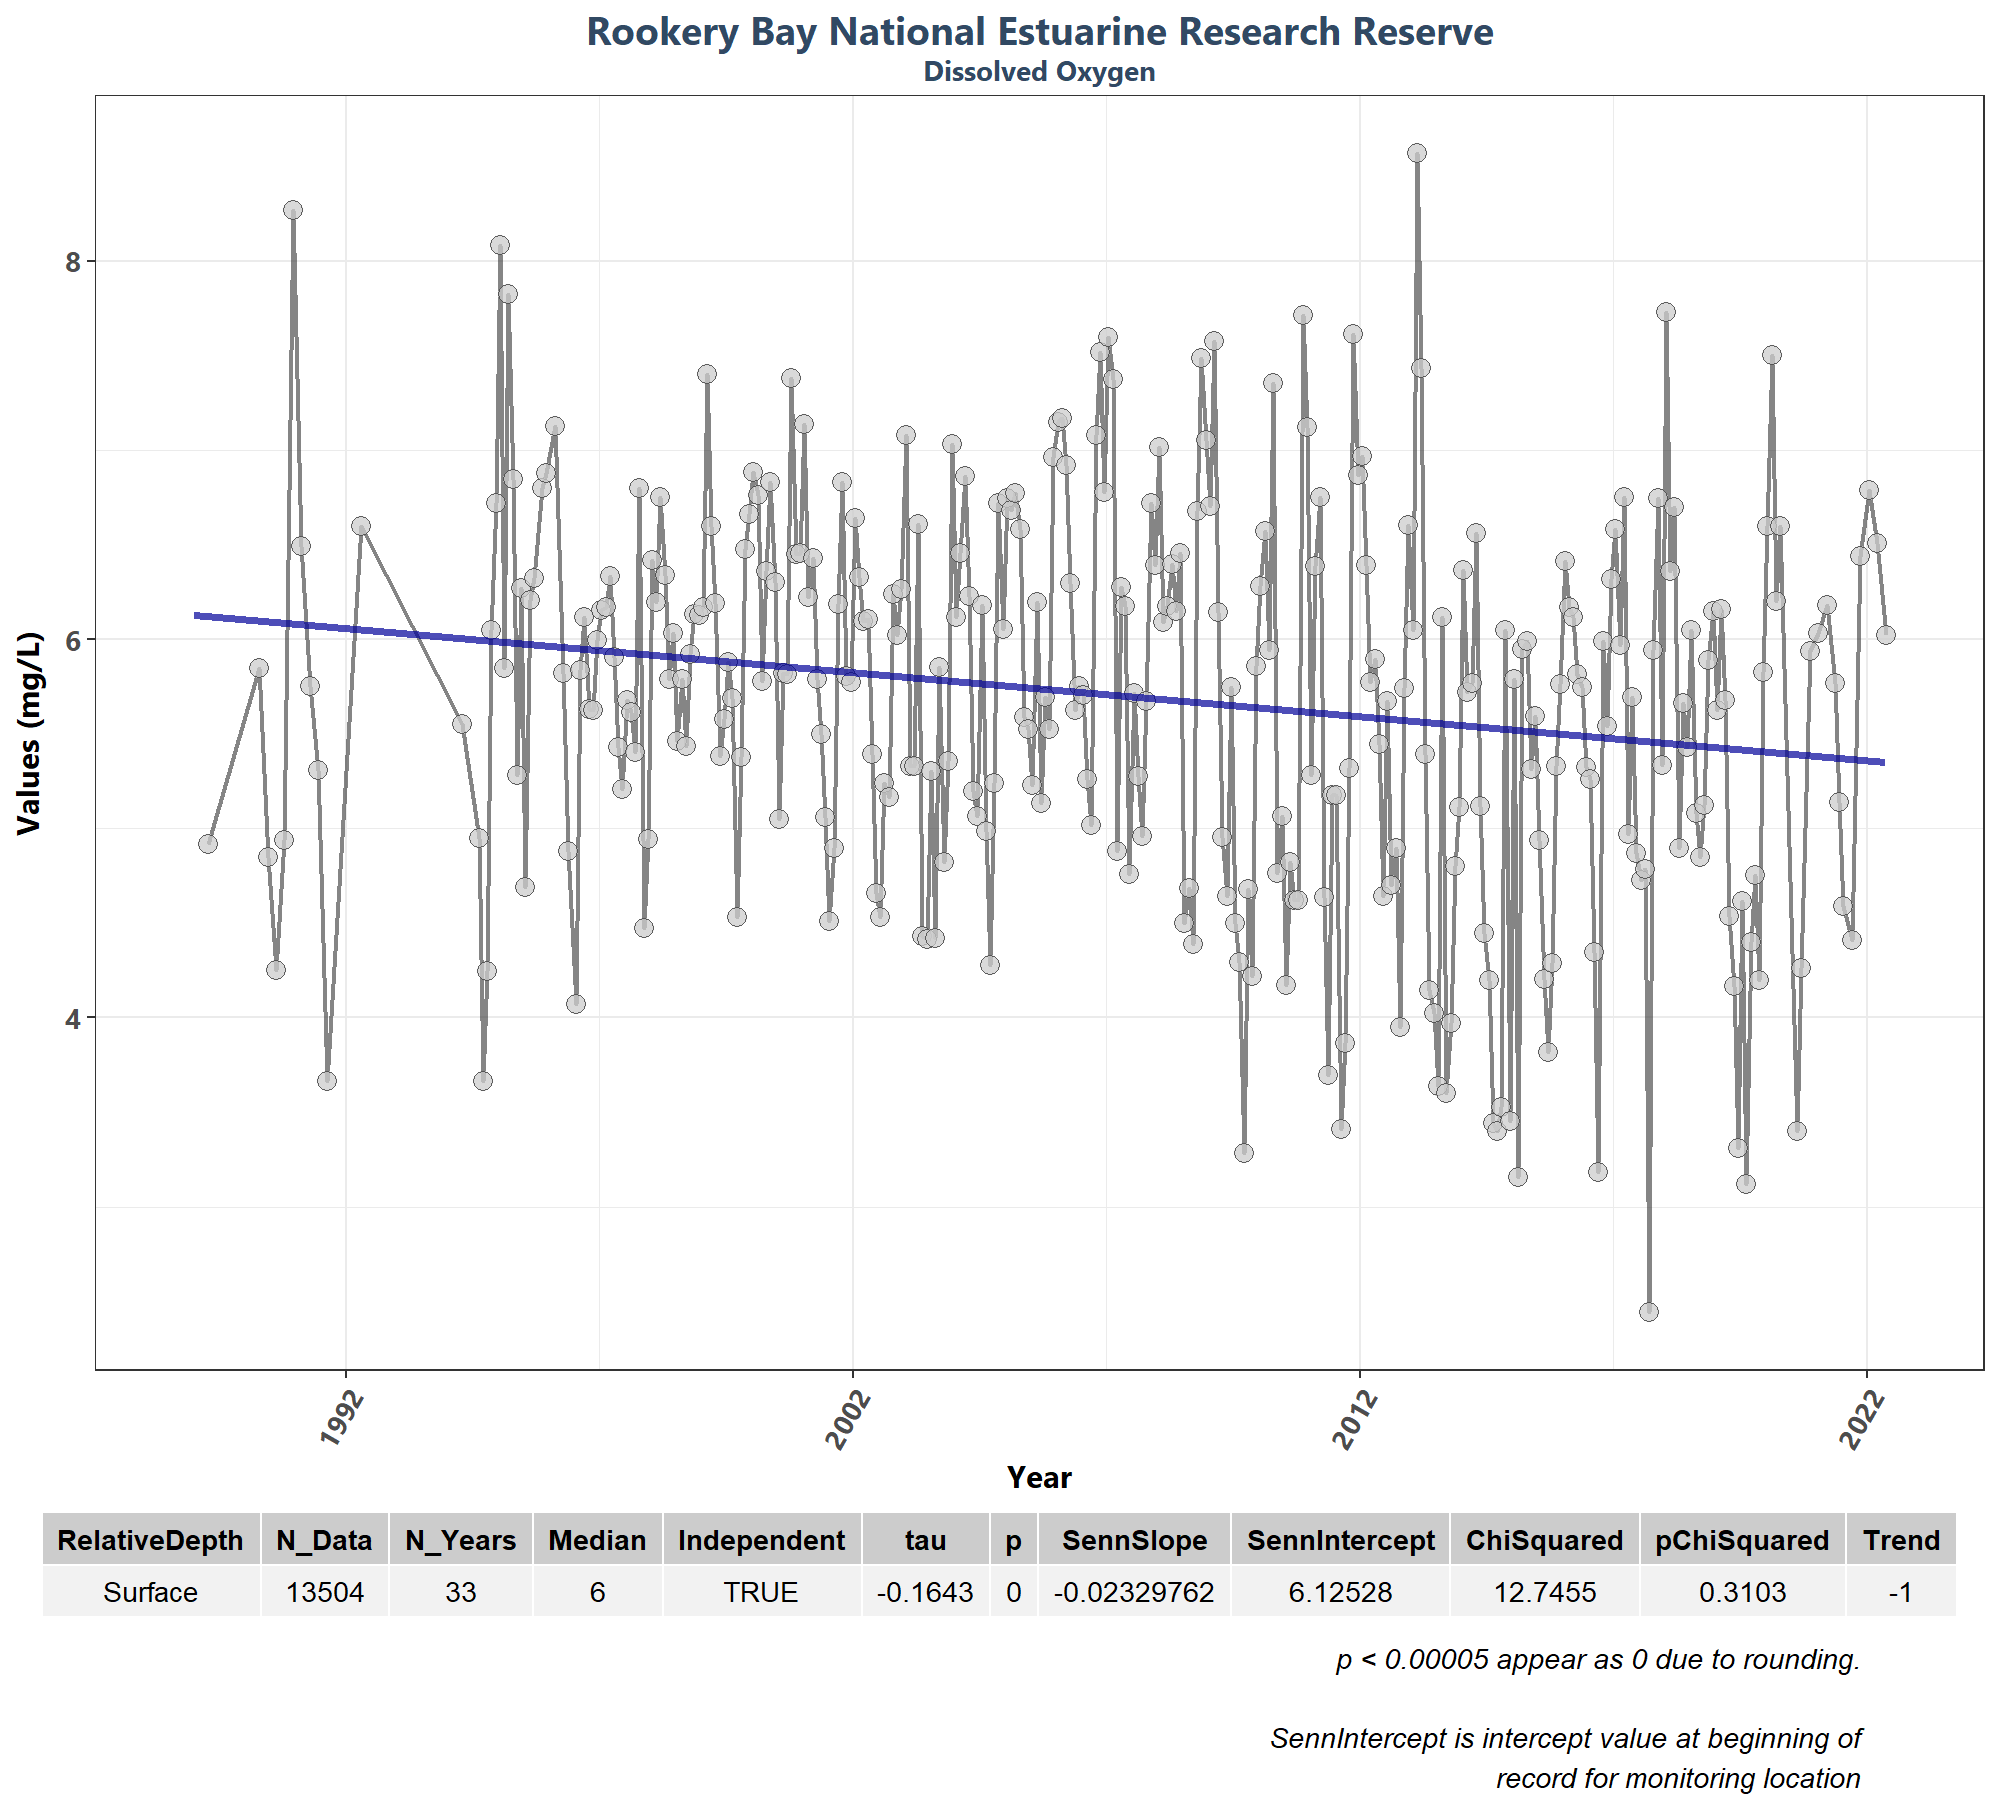 Rookery Bay National Estuarine Research Reserve
Dissolved Oxygen
Values (mg/L)
8
6
4
1992 2002 2012 2022
Year
RelativeDepth N_Data N_Years Median Independent tau p SennSlope SennIntercept ChiSquared pChiSquared Trend
Surface 13504 33 6 TRUE -0.1643 0 -0.02329762 6.12528 12.7455 0.3103 -1
p < 0.00005 appear as 0 due to rounding.
SennIntercept is intercept value at beginning of
record for monitoring location